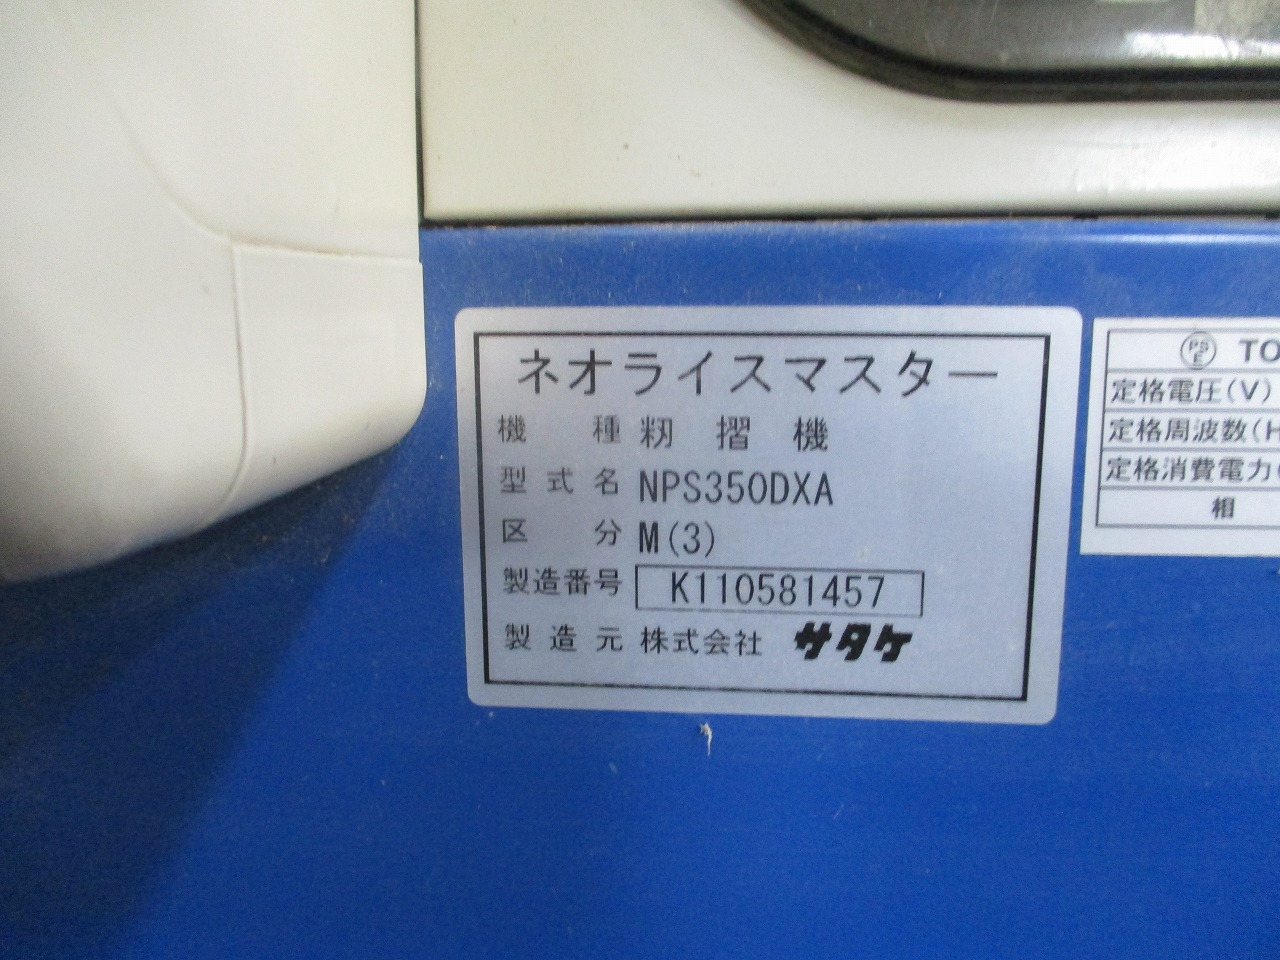 ネオライスマスター
機種 籾摺機
型式名 NPS350DXA
区分 M(3)
製造番号 K110581457
製造元 株式会社 サタケ
PSE TO
定格電圧(V)
定格周波数(H
定格消費電力(
相